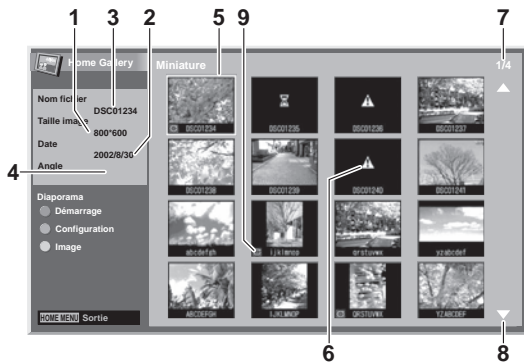 1 3 2 5 9 7
Home Gallery
Miniature
1/4
Nom fichier
DSC01234
Taille image
800*600
Date
2002/8/30
4
Angle
Diaporama
Démarrage
Configuration
Image
HOME MENU Sortie
DSC01234 DSC01235 DSC01236 DSC01237
DSC01238 DSC01239 DSC01240 DSC01241
abcdefgh ijklmnop qrstuvwx yzabcdef
ABCDEFGH IJKLMNOP QRSTUVWX YZABCDEF
6 8